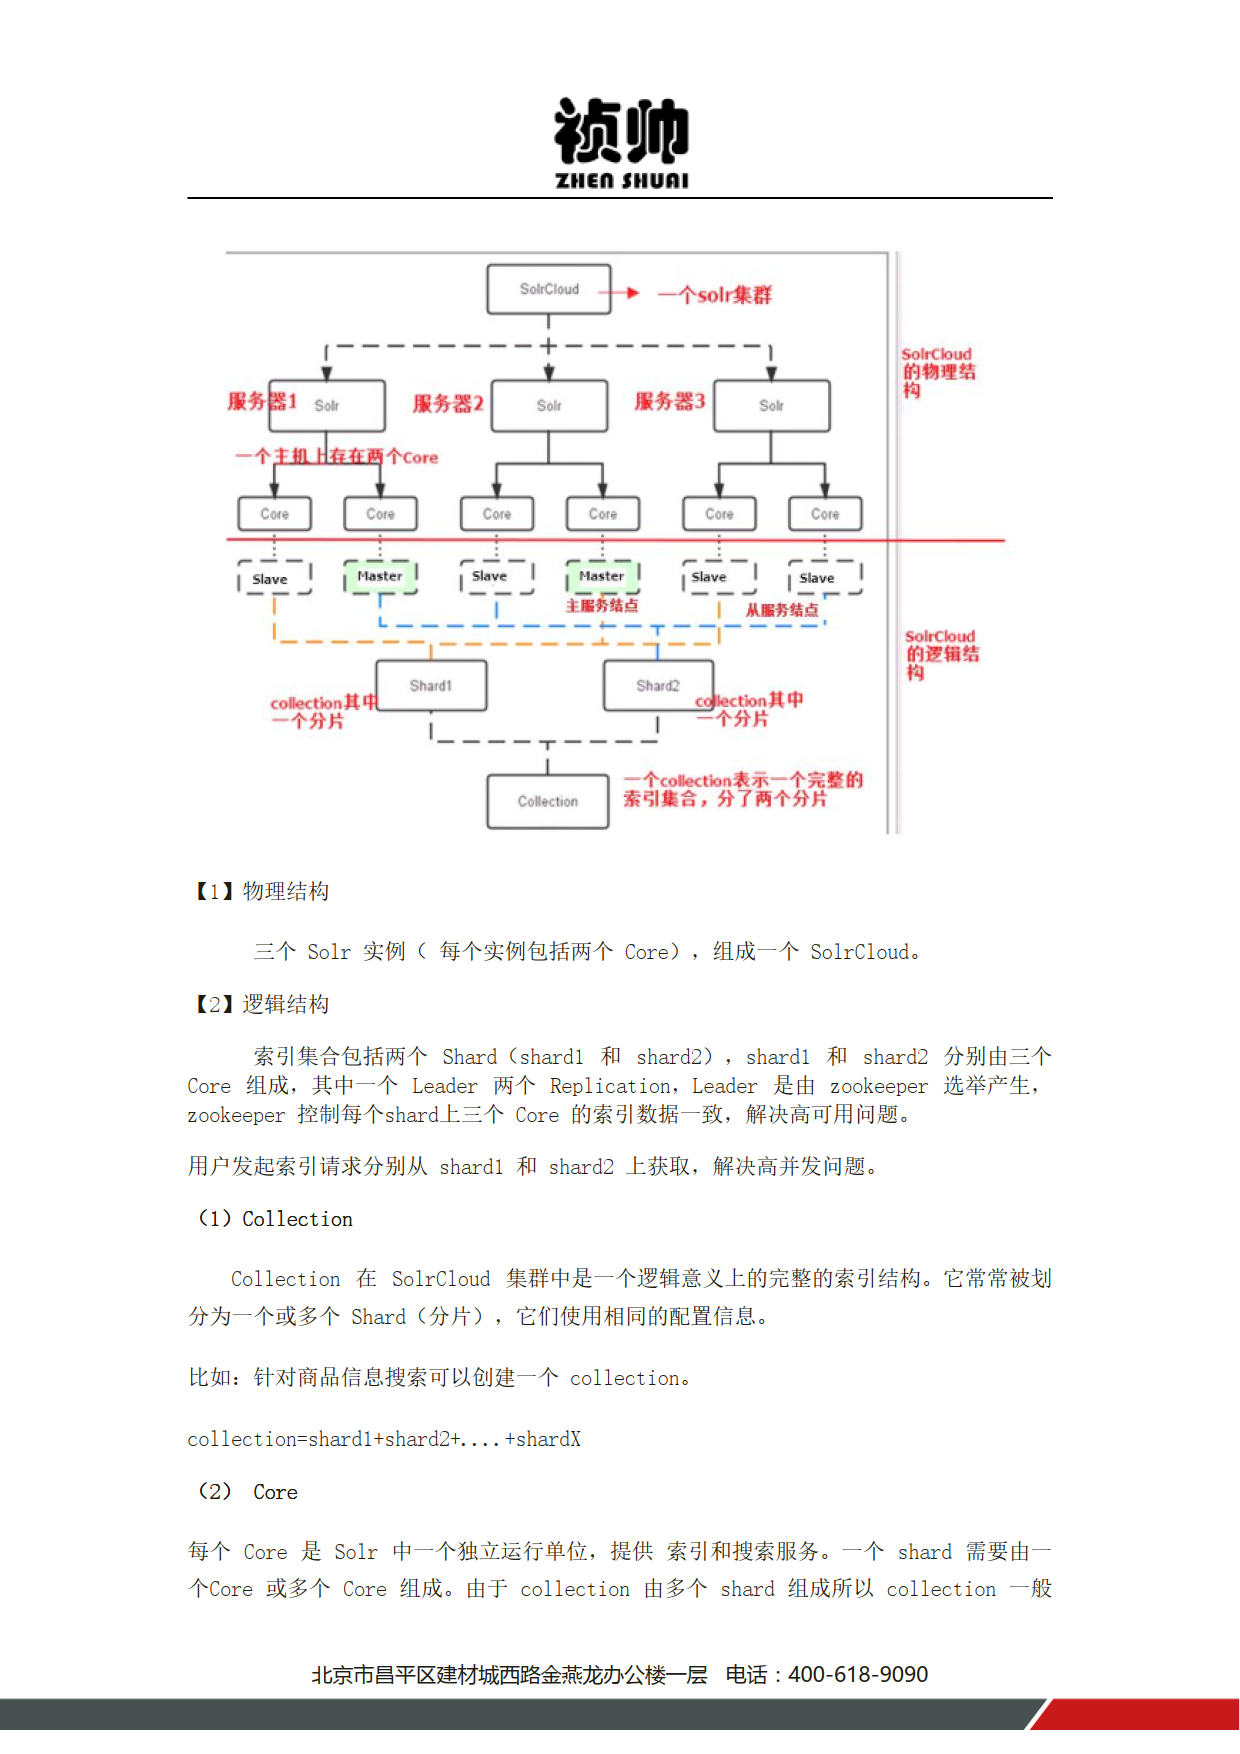 祯帅
ZHEN SHUAI
SolrCloud
一个solr集群
SolrCloud
的物理结
构
服务器1
Solr
服务器2
Solr
服务器3
Solr
一个主机上存在两个Core
Core
Core
Core
Core
Core
Core
Slave
Master
Slave
Master
Slave
Slave
主服务结点
从服务结点
SolrCloud
的逻辑结
构
Shard1
Shard2
collection其中
一个分片
collection其中
一个分片
Collection
一个collection表示一个完整的
索引集合，分了两个分片
【1】物理结构
三个 Solr 实例（ 每个实例包括两个 Core），组成一个 SolrCloud。
【2】逻辑结构
索引集合包括两个 Shard（shard1 和 shard2），shard1 和 shard2 分别由三个
Core 组成，其中一个 Leader 两个 Replication，Leader 是由 zookeeper 选举产生，
zookeeper 控制每个shard上三个 Core 的索引数据一致，解决高可用问题。
用户发起索引请求分别从 shard1 和 shard2 上获取，解决高并发问题。
（1）Collection
Collection 在 SolrCloud 集群中是一个逻辑意义上的完整的索引结构。它常常被划
分为一个或多个 Shard（分片），它们使用相同的配置信息。
比如：针对商品信息搜索可以创建一个 collection。
collection=shard1+shard2+....+shardX
（2） Core
每个 Core 是 Solr 中一个独立运行单位，提供 索引和搜索服务。一个 shard 需要由一
个Core 或多个 Core 组成。由于 collection 由多个 shard 组成所以 collection 一般
北京市昌平区建材城西路金燕龙办公楼一层 电话：400-618-9090